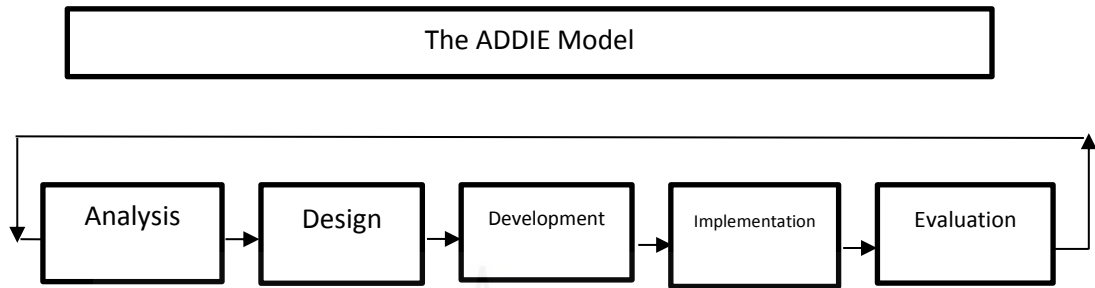 The ADDIE Model
Analysis
Design
Development
Implementation
Evaluation